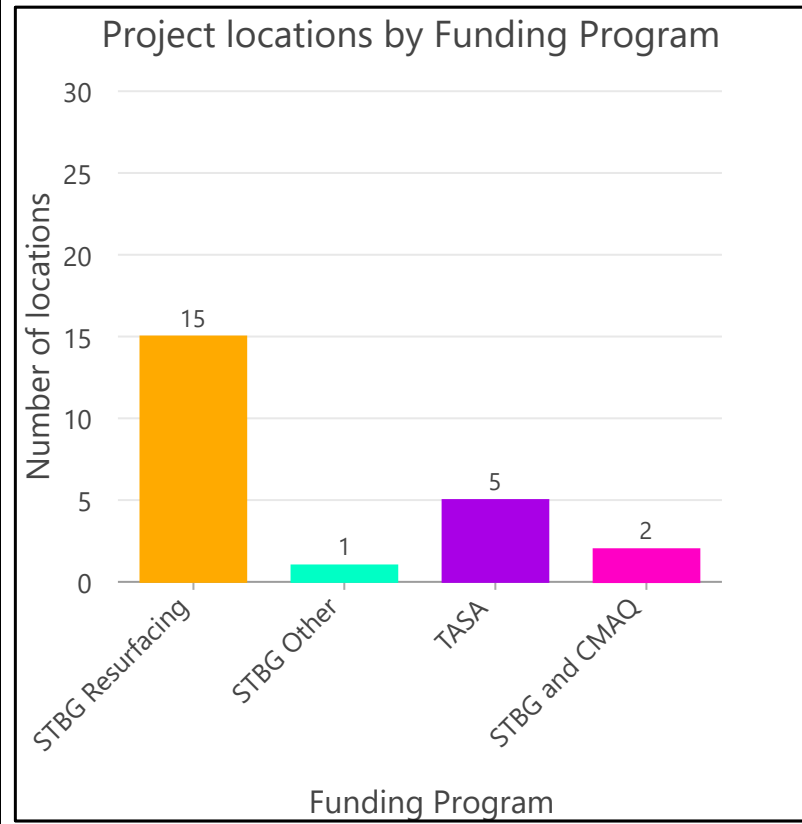 Project locations by Funding Program
Number of locations
30
25
20
15
10
5
0
15
1
5
2
STBG Resurfacing
STBG Other
TASA
STBG and CMAQ
Funding Program